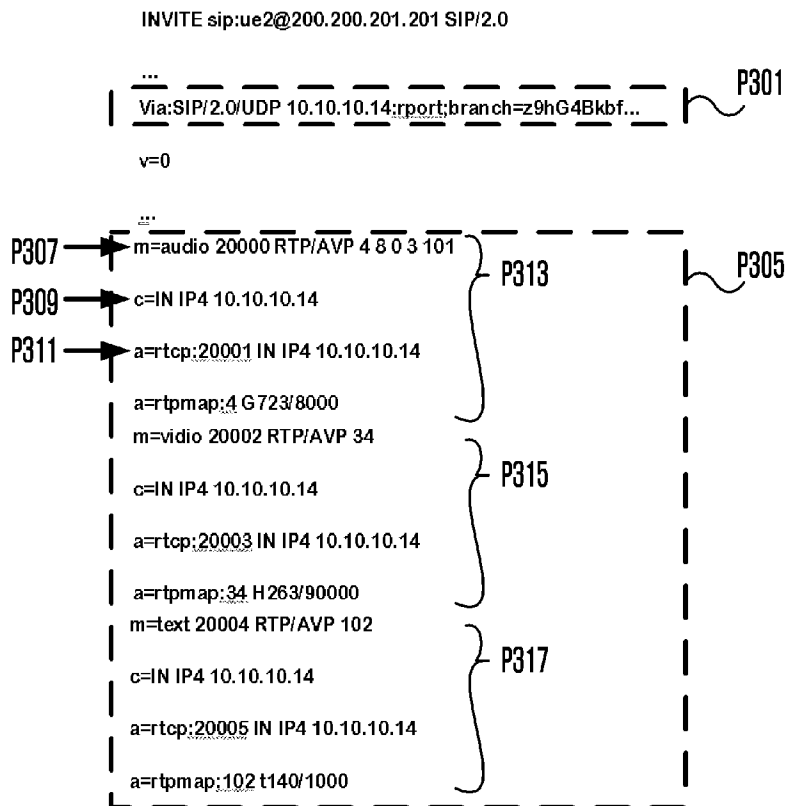 INVITE sip:ue2@200.200.201.201 SIP/2.0
...
P301
Via:SIP/2.0/UDP 10.10.10.14;rport;branch=z9hG4Bkbf...
v=0
...
P307 m=audio 20000 RTP/AVP 4 8 0 3 101
P313
P305
P309 c=IN IP4 10.10.10.14
P311 a=rtcp:20001 IN IP4 10.10.10.14
a=rtpmap:4 G723/8000
m=vidio 20002 RTP/AVP 34
P315
c=IN IP4 10.10.10.14
a=rtcp:20003 IN IP4 10.10.10.14
a=rtpmap:34 H263/90000
m=text 20004 RTP/AVP 102
P317
c=IN IP4 10.10.10.14
a=rtcp:20005 IN IP4 10.10.10.14
a=rtpmap:102 t140/1000